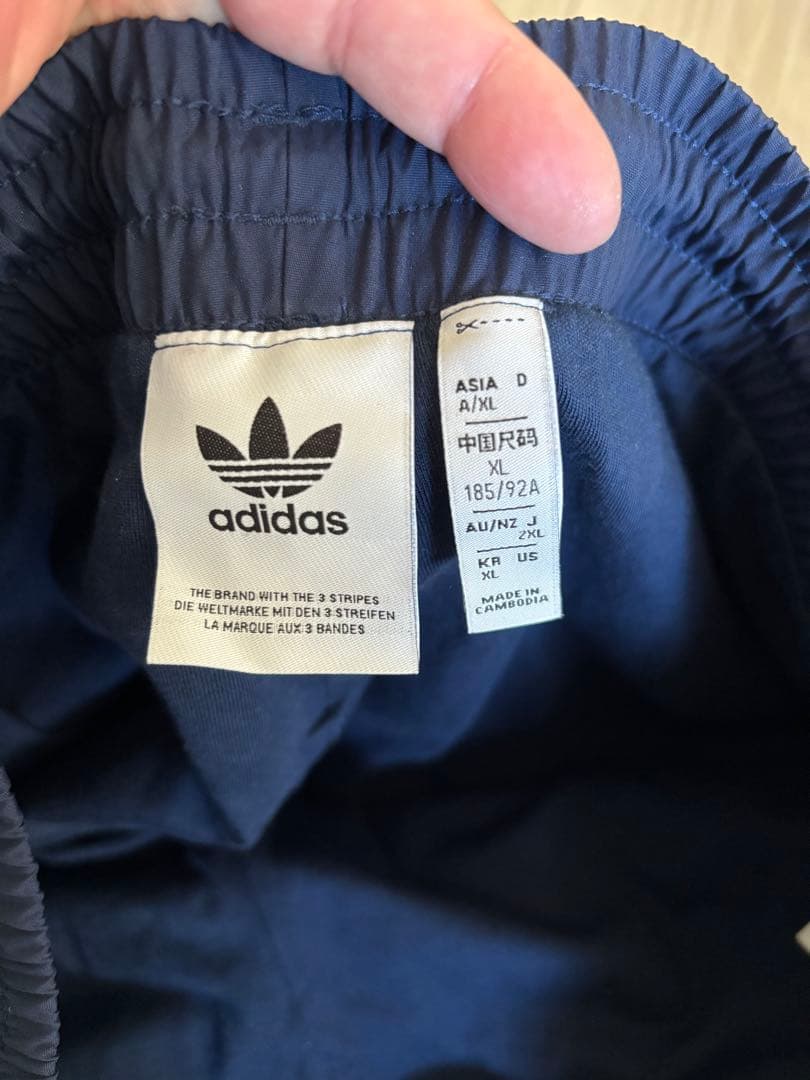 adidas
THE BRAND WITH THE 3 STRIPES
DIE WELTMARKE MIT DEN 3 STREIFEN
LA MARQUE AUX 3 BANDES
ASIA D
A/XL
中国尺码
XL
185/92A
AU/NZ J
2XL
KR US
XL
MADE IN
CAMBODIA